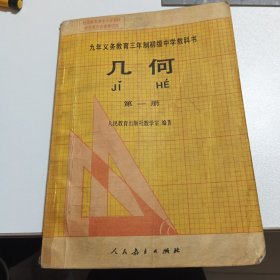 九年义务教育三年制初级中学教科书
几何
JǏ HÉ
第一册
人民教育出版社数学室 编著
人民教育出版社